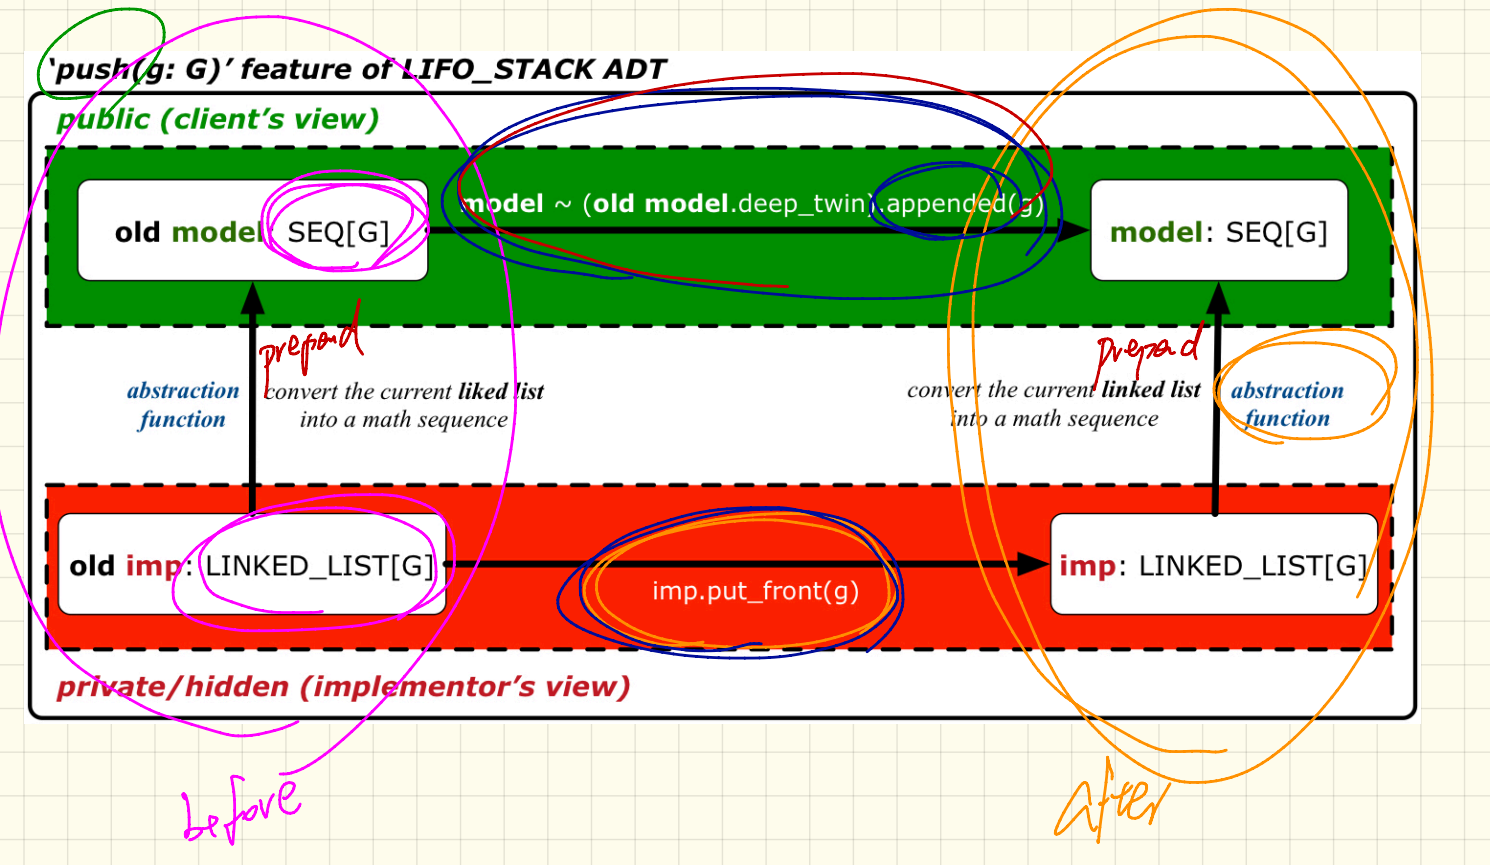 ‘push(g: G)’ feature of LIFO_STACK ADT
public (client’s view)
old model: SEQ[G]
model ~ (old model.deep_twin).appended(g)
model: SEQ[G]
prepend
prepend
abstraction
function
convert the current liked list
into a math sequence
convert the current linked list
into a math sequence
abstraction
function
old imp: LINKED_LIST[G]
imp.put_front(g)
imp: LINKED_LIST[G]
private/hidden (implementor’s view)
before
after